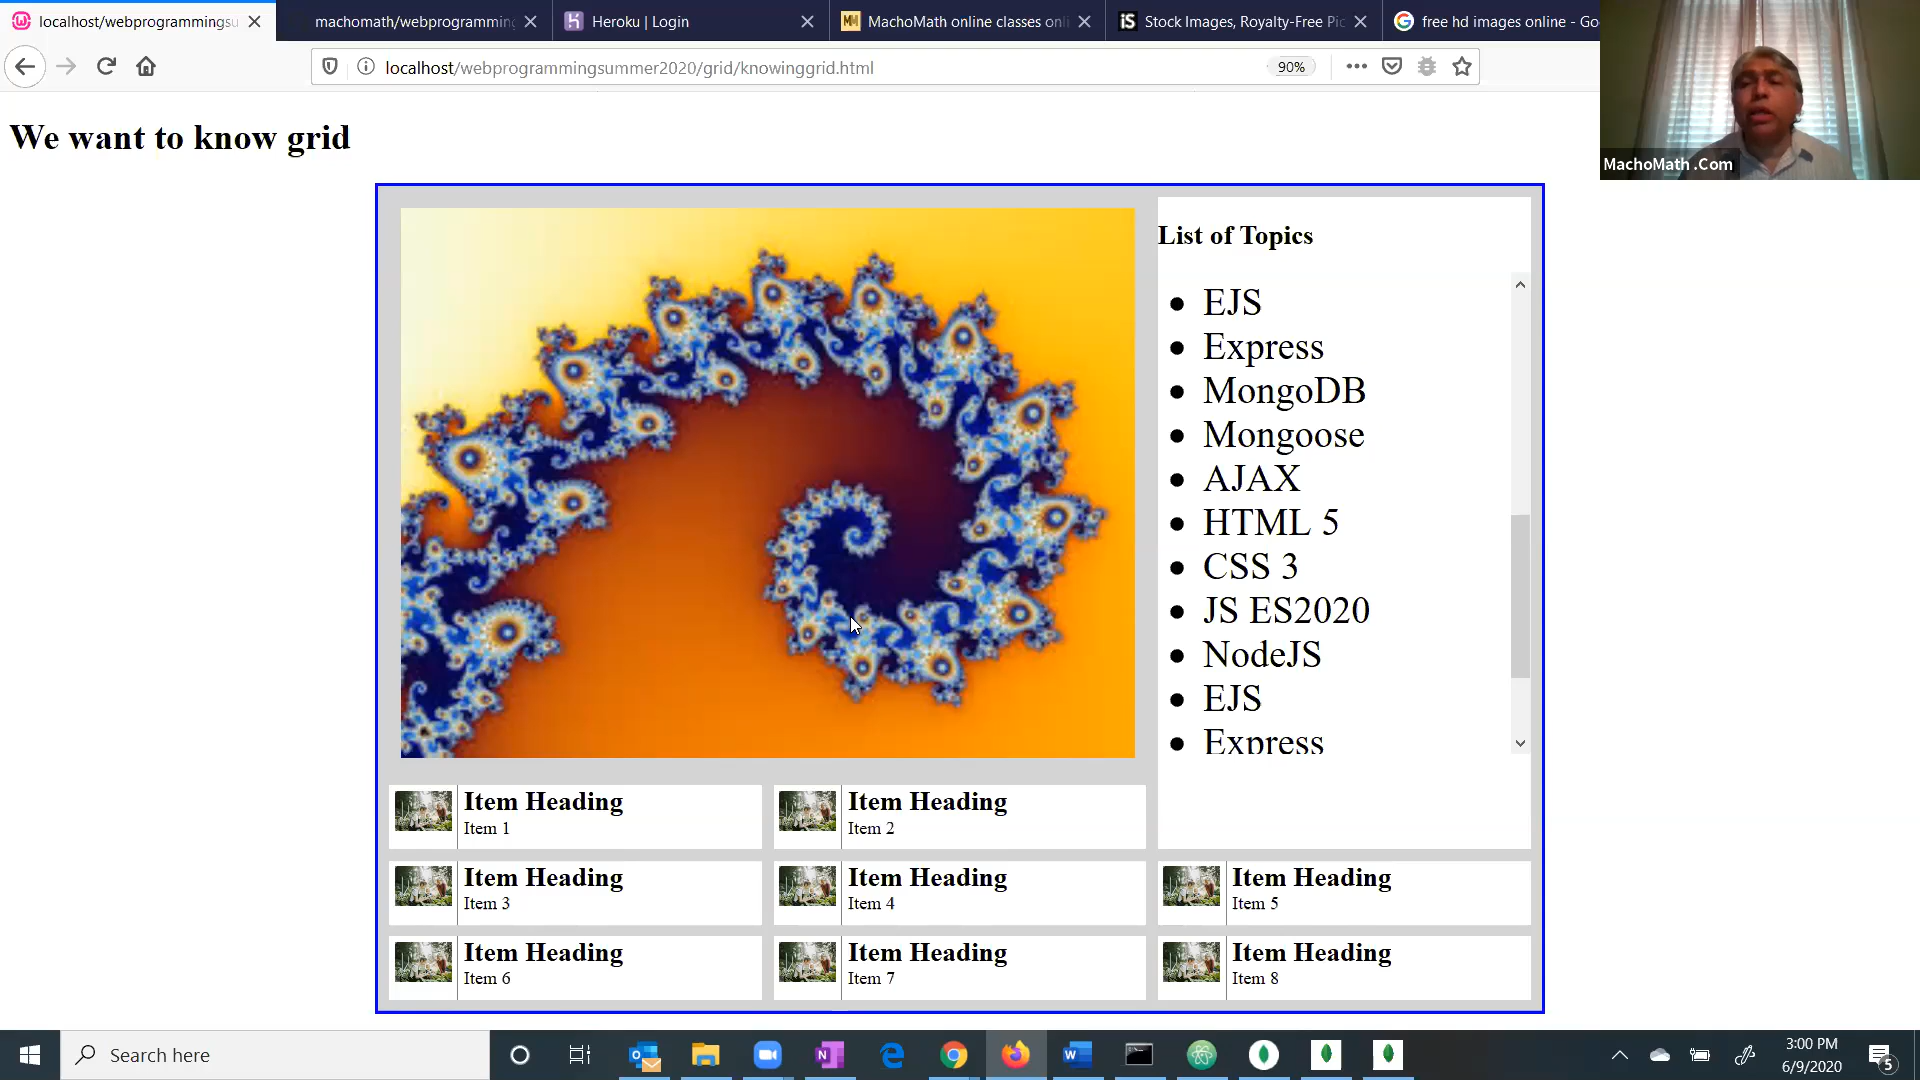 localhost/webprogrammingsu
machomath/webprogramming
Heroku | Login
MachoMath online classes onli
Stock Images, Royalty-Free Pic
free hd images online - Goo
localhost/webprogrammingsummer2020/grid/knowinggrid.html
90%
MachoMath .Com
We want to know grid
List of Topics
EJS
Express
MongoDB
Mongoose
AJAX
HTML 5
CSS 3
JS ES2020
NodeJS
EJS
Express
Item Heading
Item 1
Item Heading
Item 2
Item Heading
Item 3
Item Heading
Item 4
Item Heading
Item 5
Item Heading
Item 6
Item Heading
Item 7
Item Heading
Item 8
Search here
3:00 PM
6/9/2020
5